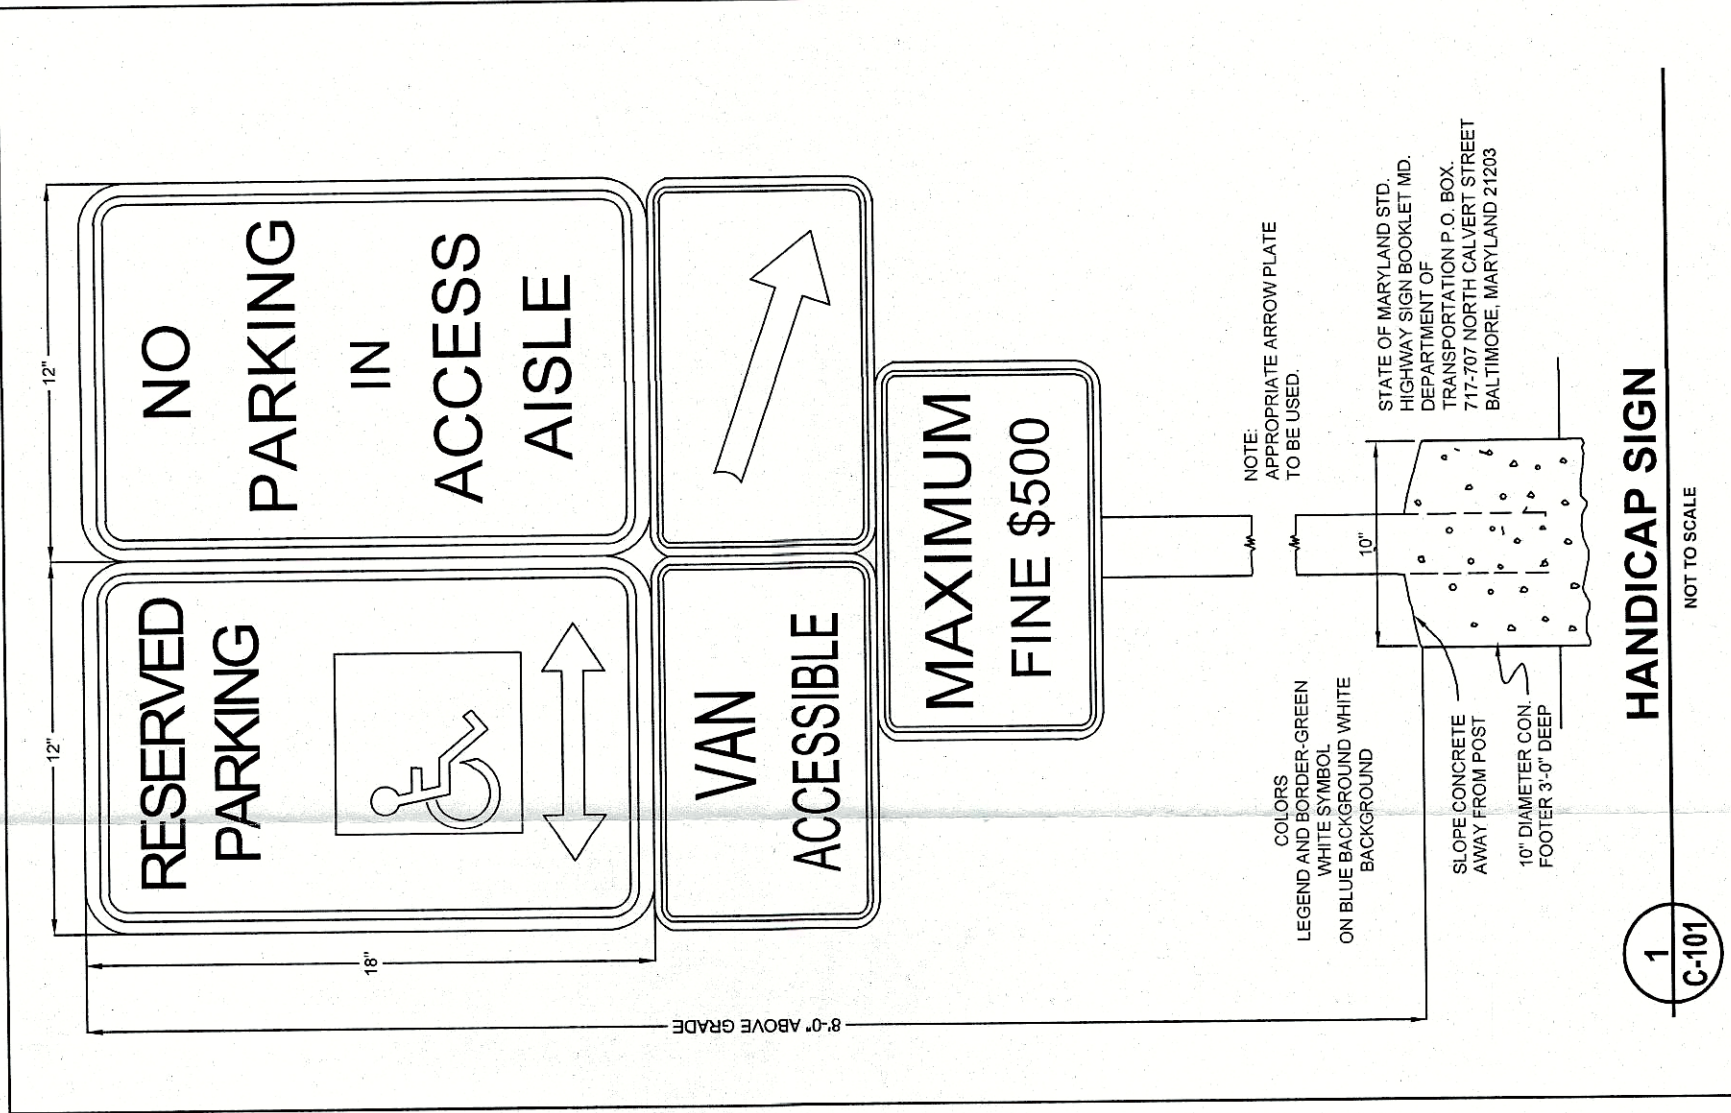 12"
12"
18"
8'-0" ABOVE GRADE
RESERVED
PARKING
NO
PARKING
IN
ACCESS
AISLE
VAN
ACCESSIBLE
MAXIMUM
FINE $500
NOTE:
APPROPRIATE ARROW PLATE
TO BE USED.
COLORS
LEGEND AND BORDER-GREEN
WHITE SYMBOL
ON BLUE BACKGROUND WHITE
BACKGROUND
10"
STATE OF MARYLAND STD.
HIGHWAY SIGN BOOKLET MD.
DEPARTMENT OF
TRANSPORTATION P.O. BOX.
717-707 NORTH CALVERT STREET
BALTIMORE, MARYLAND 21203
SLOPE CONCRETE
AWAY FROM POST
10" DIAMETER CON.
FOOTER 3'-0" DEEP
1
C-101
HANDICAP SIGN
NOT TO SCALE